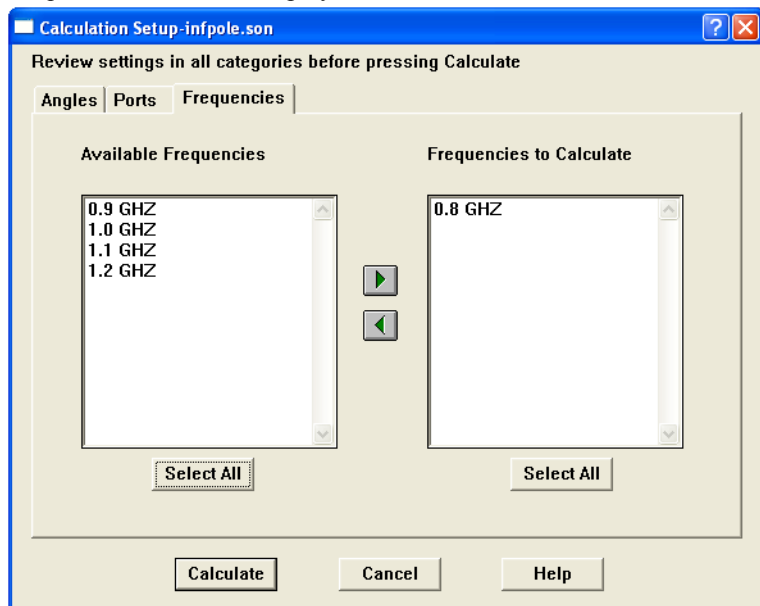 Calculation Setup-infpole.son
Review settings in all categories before pressing Calculate
Angles Ports Frequencies
Available Frequencies Frequencies to Calculate
0.9 GHZ 0.8 GHZ
1.0 GHZ
1.1 GHZ
1.2 GHZ
Select All Select All
Calculate Cancel Help